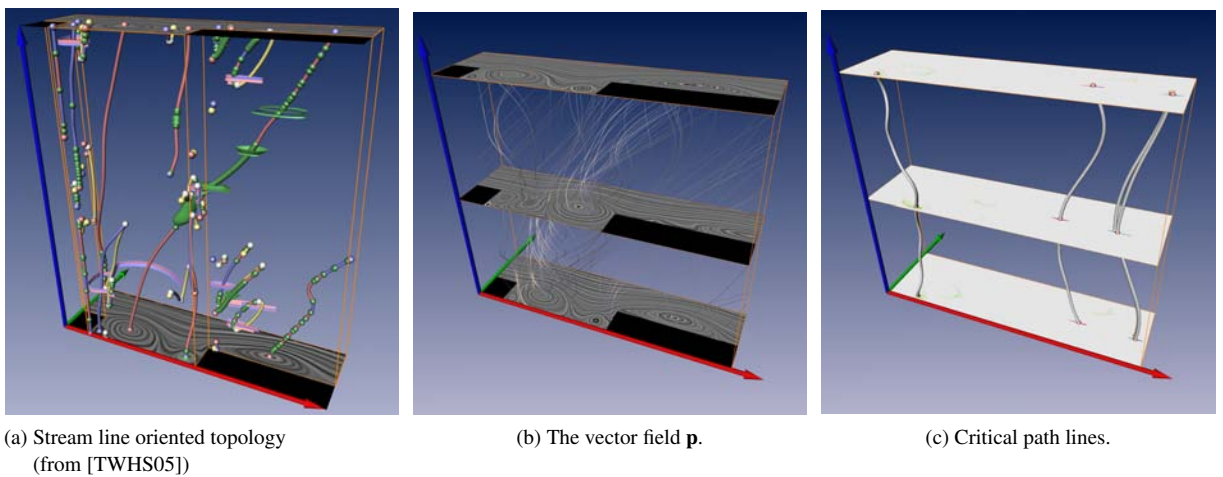 (a) Stream line oriented topology
(from [TWHS05])
(b) The vector field p.
(c) Critical path lines.